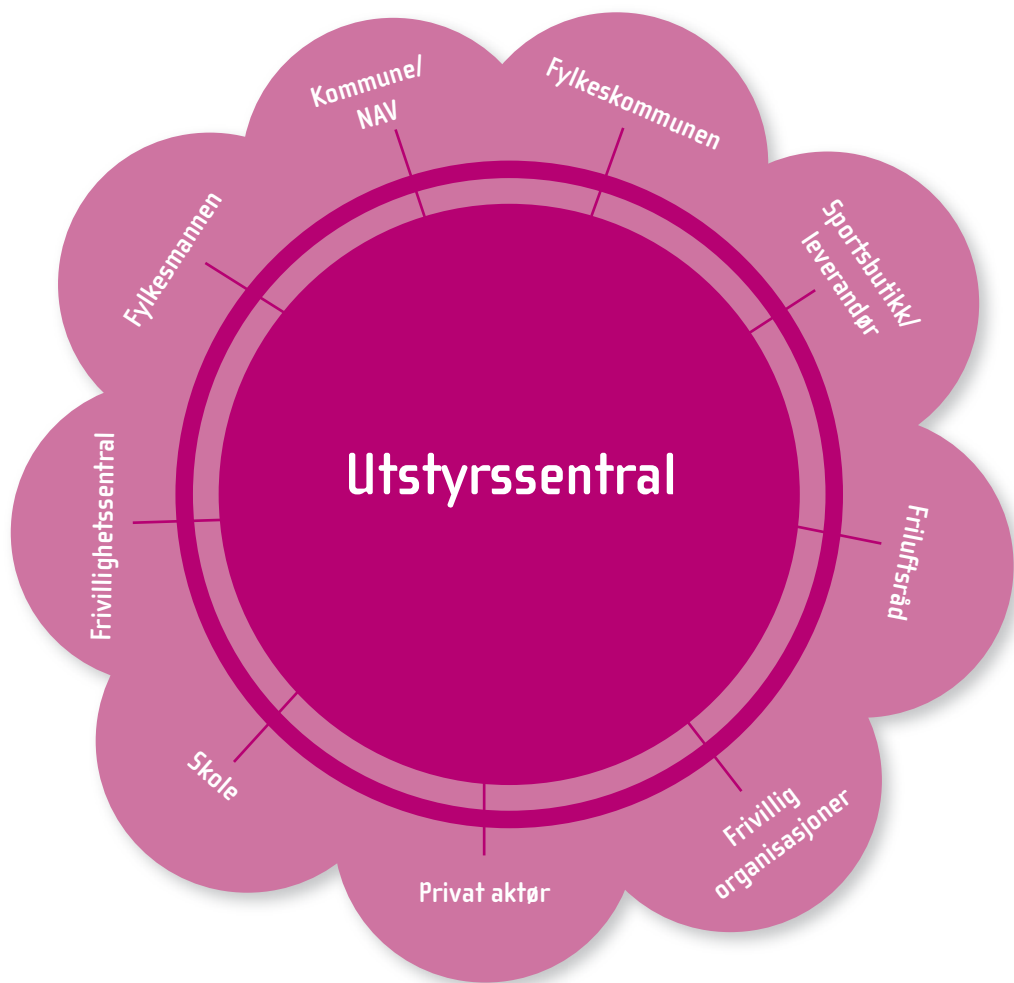 Kommune/
NAV
Fylkeskommunen
Sportsbutikk/
leverandør
Friluftsråd
Frivillig
organisasjoner
Privat aktør
Skole
Frivillighetssentral
Fylkesmannen
Utstyrssentral